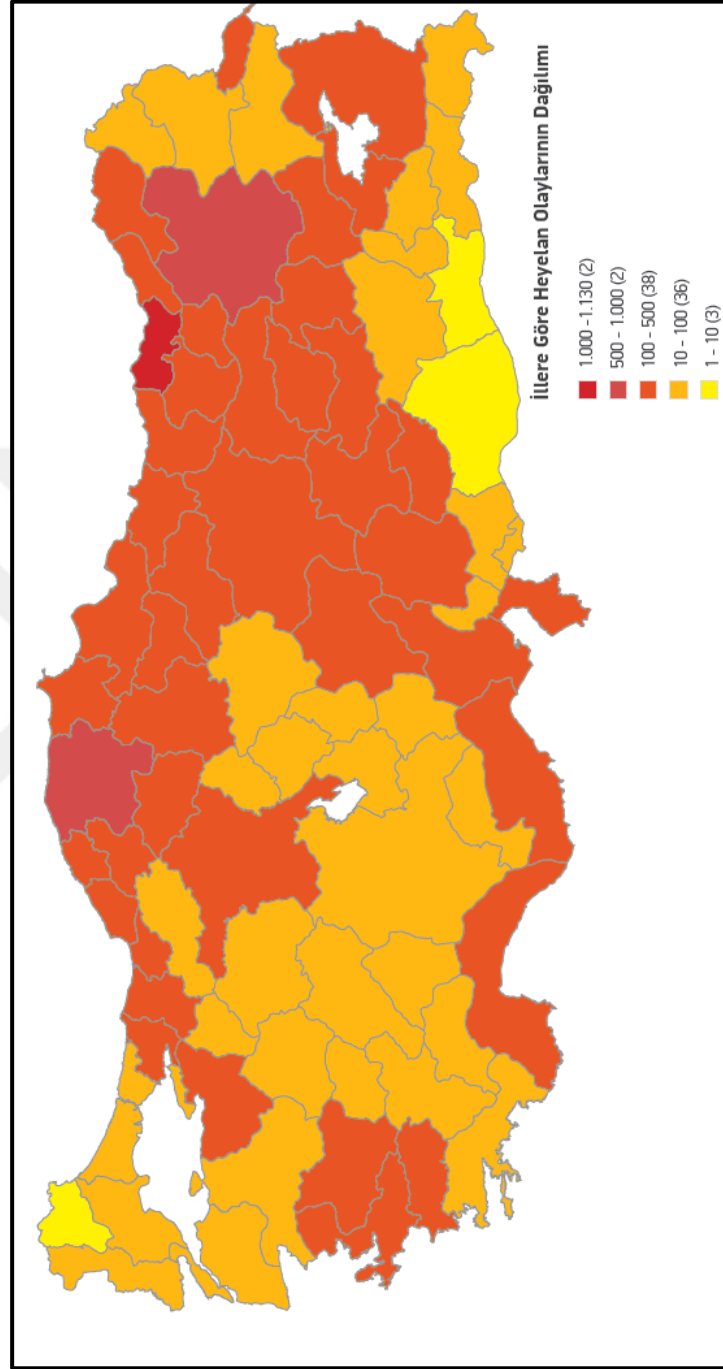 İllere Göre Heyelan Olaylarının Dağılımı
1.000 - 1.130 (2)
500 - 1.000 (2)
100 - 500 (38)
10 - 100 (36)
1 - 10 (3)